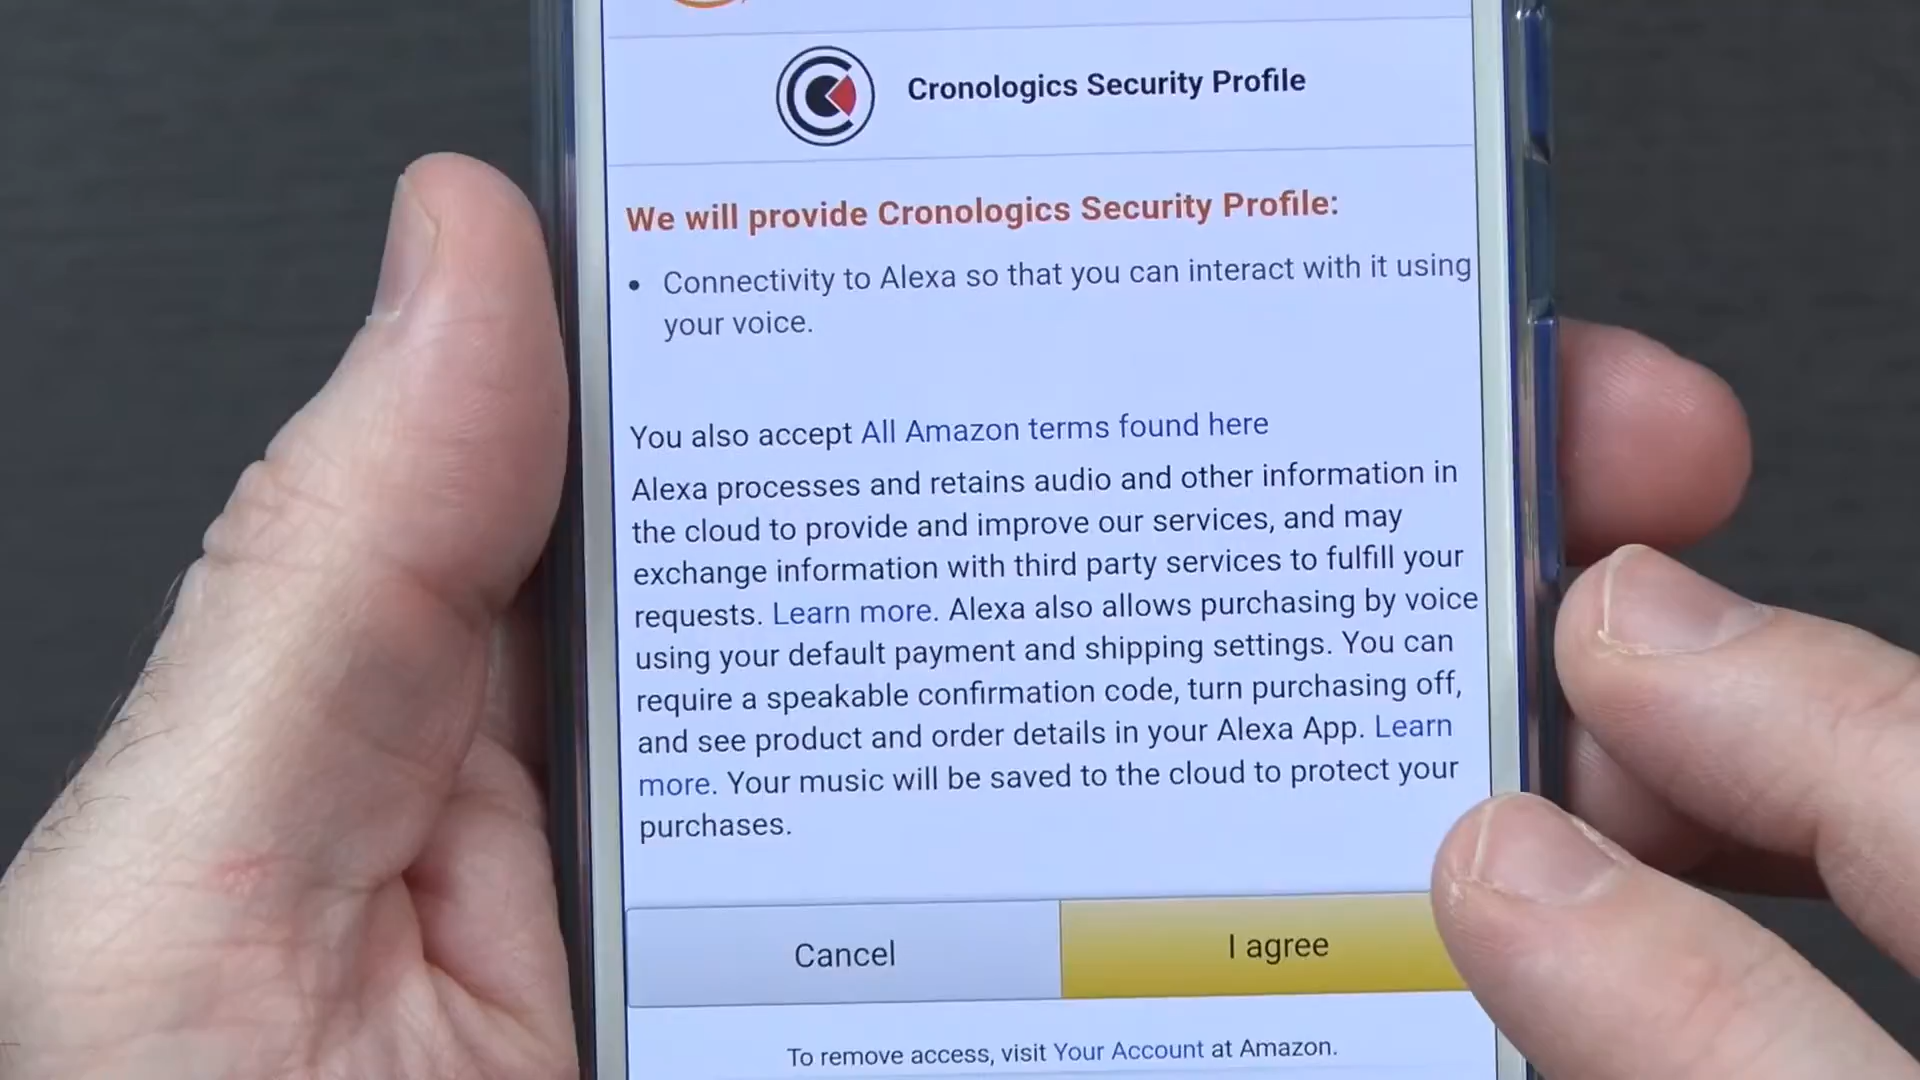 Cronologics Security Profile
We will provide Cronologics Security Profile:
• Connectivity to Alexa so that you can interact with it using
your voice.
You also accept All Amazon terms found here
Alexa processes and retains audio and other information in
the cloud to provide and improve our services, and may
exchange information with third party services to fulfill your
requests. Learn more. Alexa also allows purchasing by voice
using your default payment and shipping settings. You can
require a speakable confirmation code, turn purchasing off,
and see product and order details in your Alexa App. Learn
more. Your music will be saved to the cloud to protect your
purchases.
Cancel
I agree
To remove access, visit Your Account at Amazon.